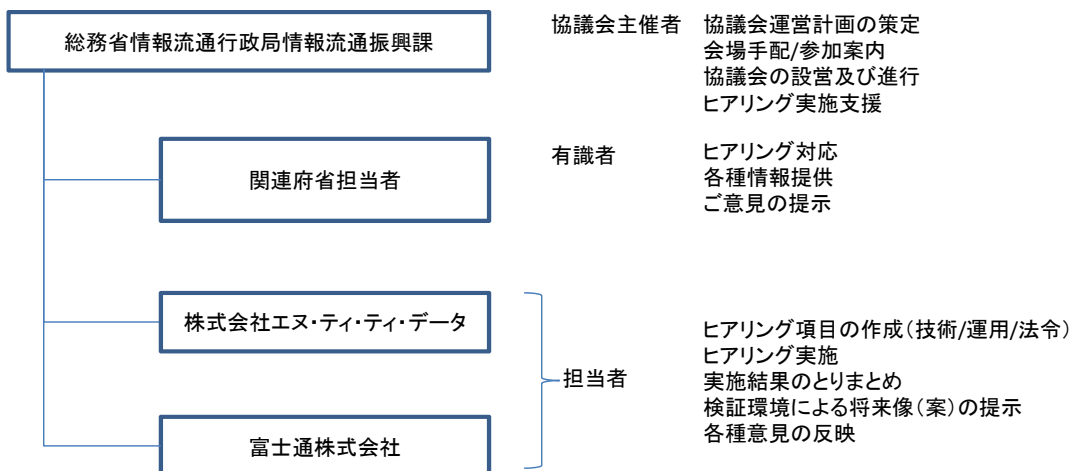 総務省情報流通行政局情報流通振興課
協議会主催者
協議会運営計画の策定
会場手配/参加案内
協議会の設営及び進行
ヒアリング実施支援
関連府省担当者
有識者
ヒアリング対応
各種情報提供
ご意見の提示
株式会社エヌ・ティ・ティ・データ
富士通株式会社
担当者
ヒアリング項目の作成(技術/運用/法令)
ヒアリング実施
実施結果のとりまとめ
検証環境による将来像(案)の提示
各種意見の反映